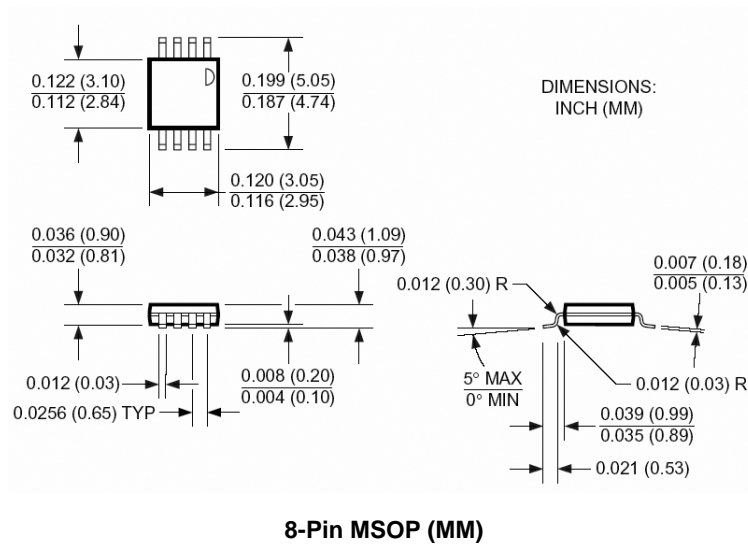 0.122 (3.10)
0.112 (2.84)
0.199 (5.05)
0.187 (4.74)
DIMENSIONS:
INCH (MM)
0.120 (3.05)
0.116 (2.95)
0.036 (0.90)
0.032 (0.81)
0.043 (1.09)
0.038 (0.97)
0.007 (0.18)
0.005 (0.13)
0.012 (0.30) R
0.012 (0.03)
0.008 (0.20)
0.004 (0.10)
5° MAX
0° MIN
0.012 (0.03) R
0.0256 (0.65) TYP
0.039 (0.99)
0.035 (0.89)
0.021 (0.53)
8-Pin MSOP (MM)